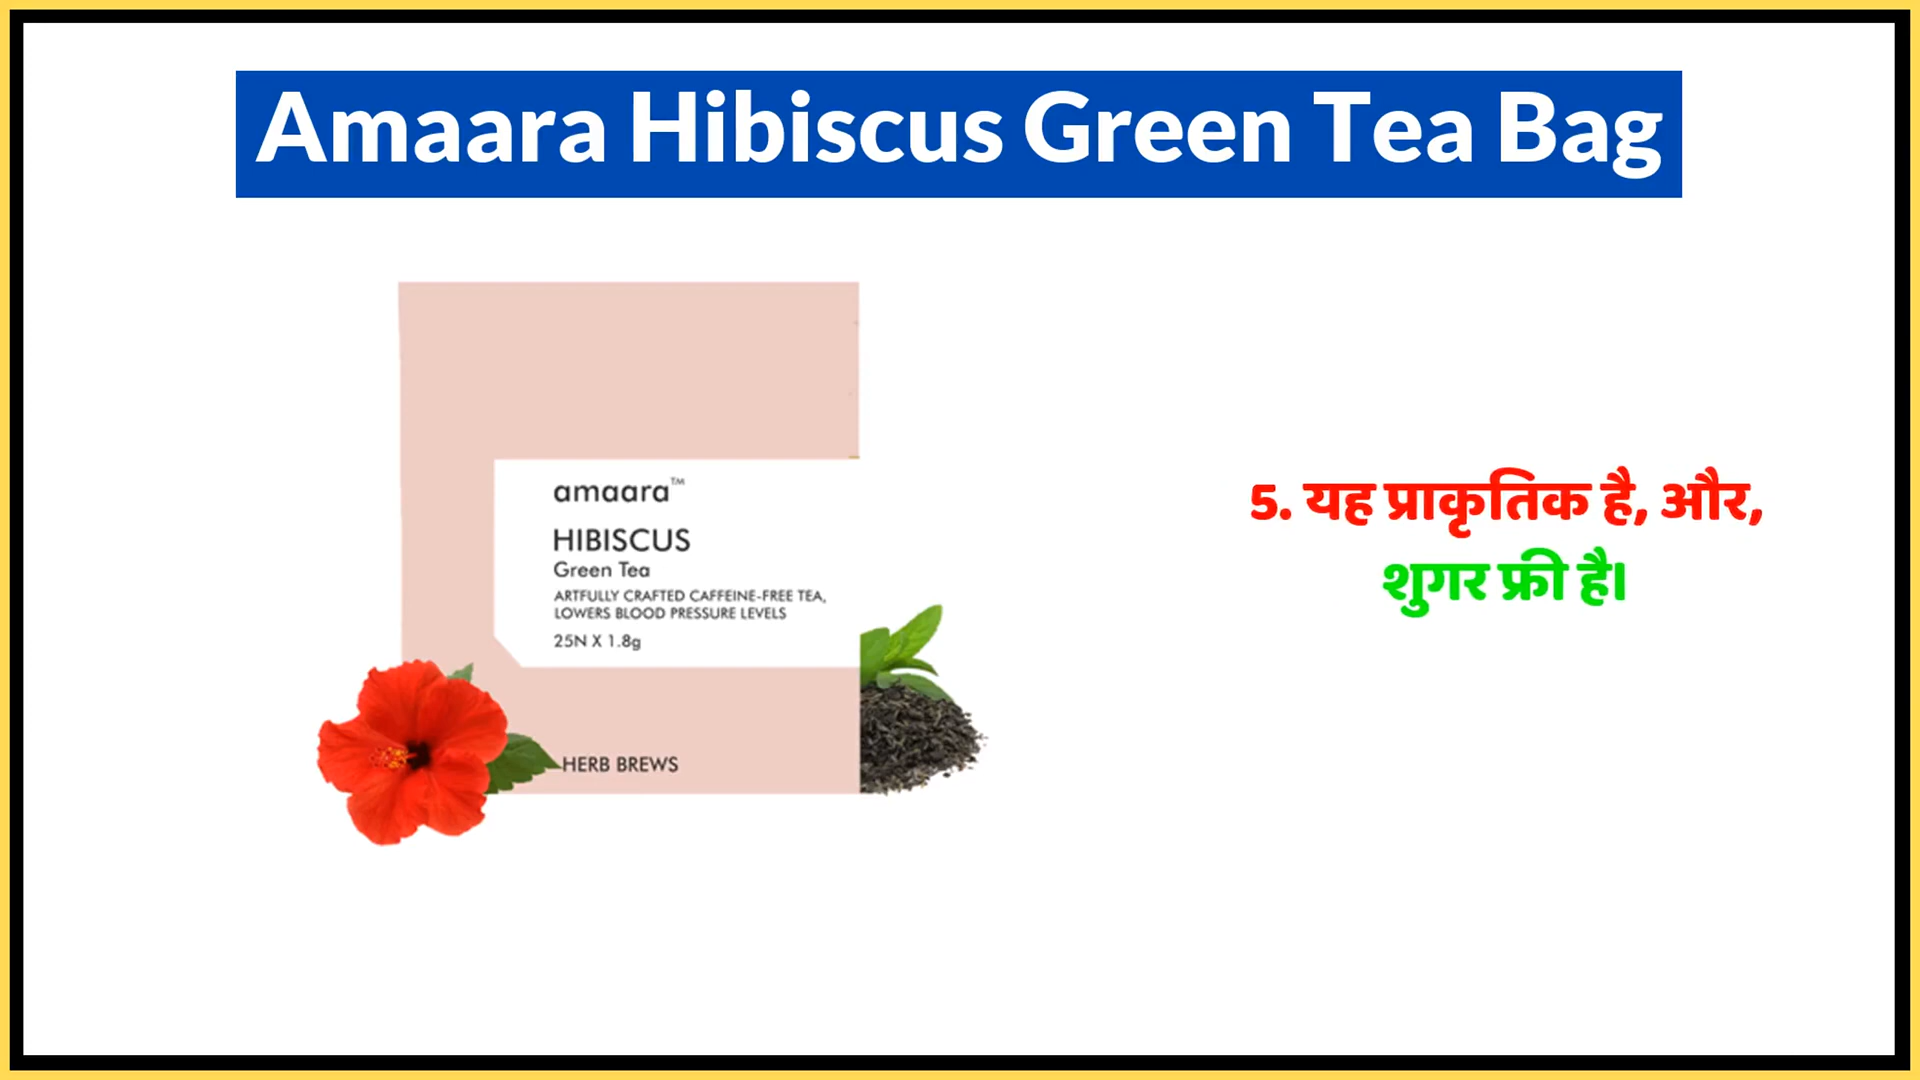 Amaara Hibiscus Green Tea Bag
amaara™
HIBISCUS
Green Tea
ARTFULLY CRAFTED CAFFEINE-FREE TEA,
LOWERS BLOOD PRESSURE LEVELS
25N X 1.8g
HERB BREWS
5. यह प्राकृतिक है, और,
शुगर फ्री है।